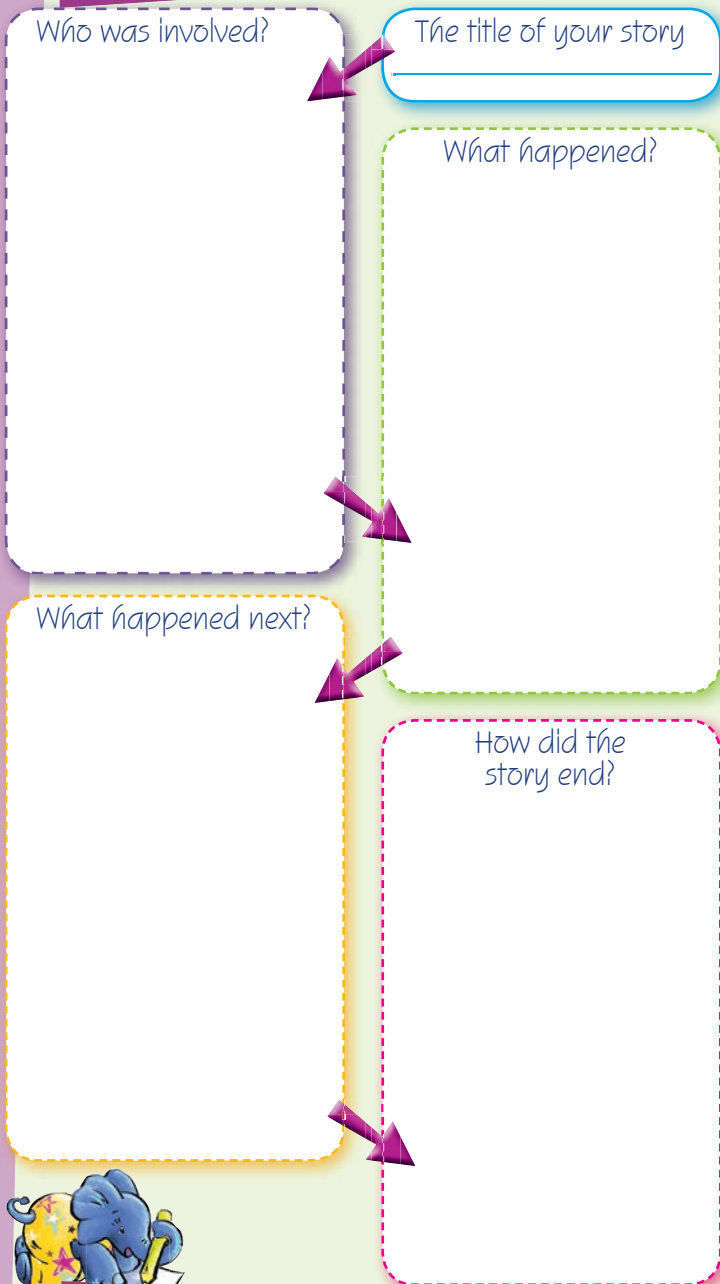 The title of your story
Who was involved?
What happened?
What happened next?
How did the
story end?